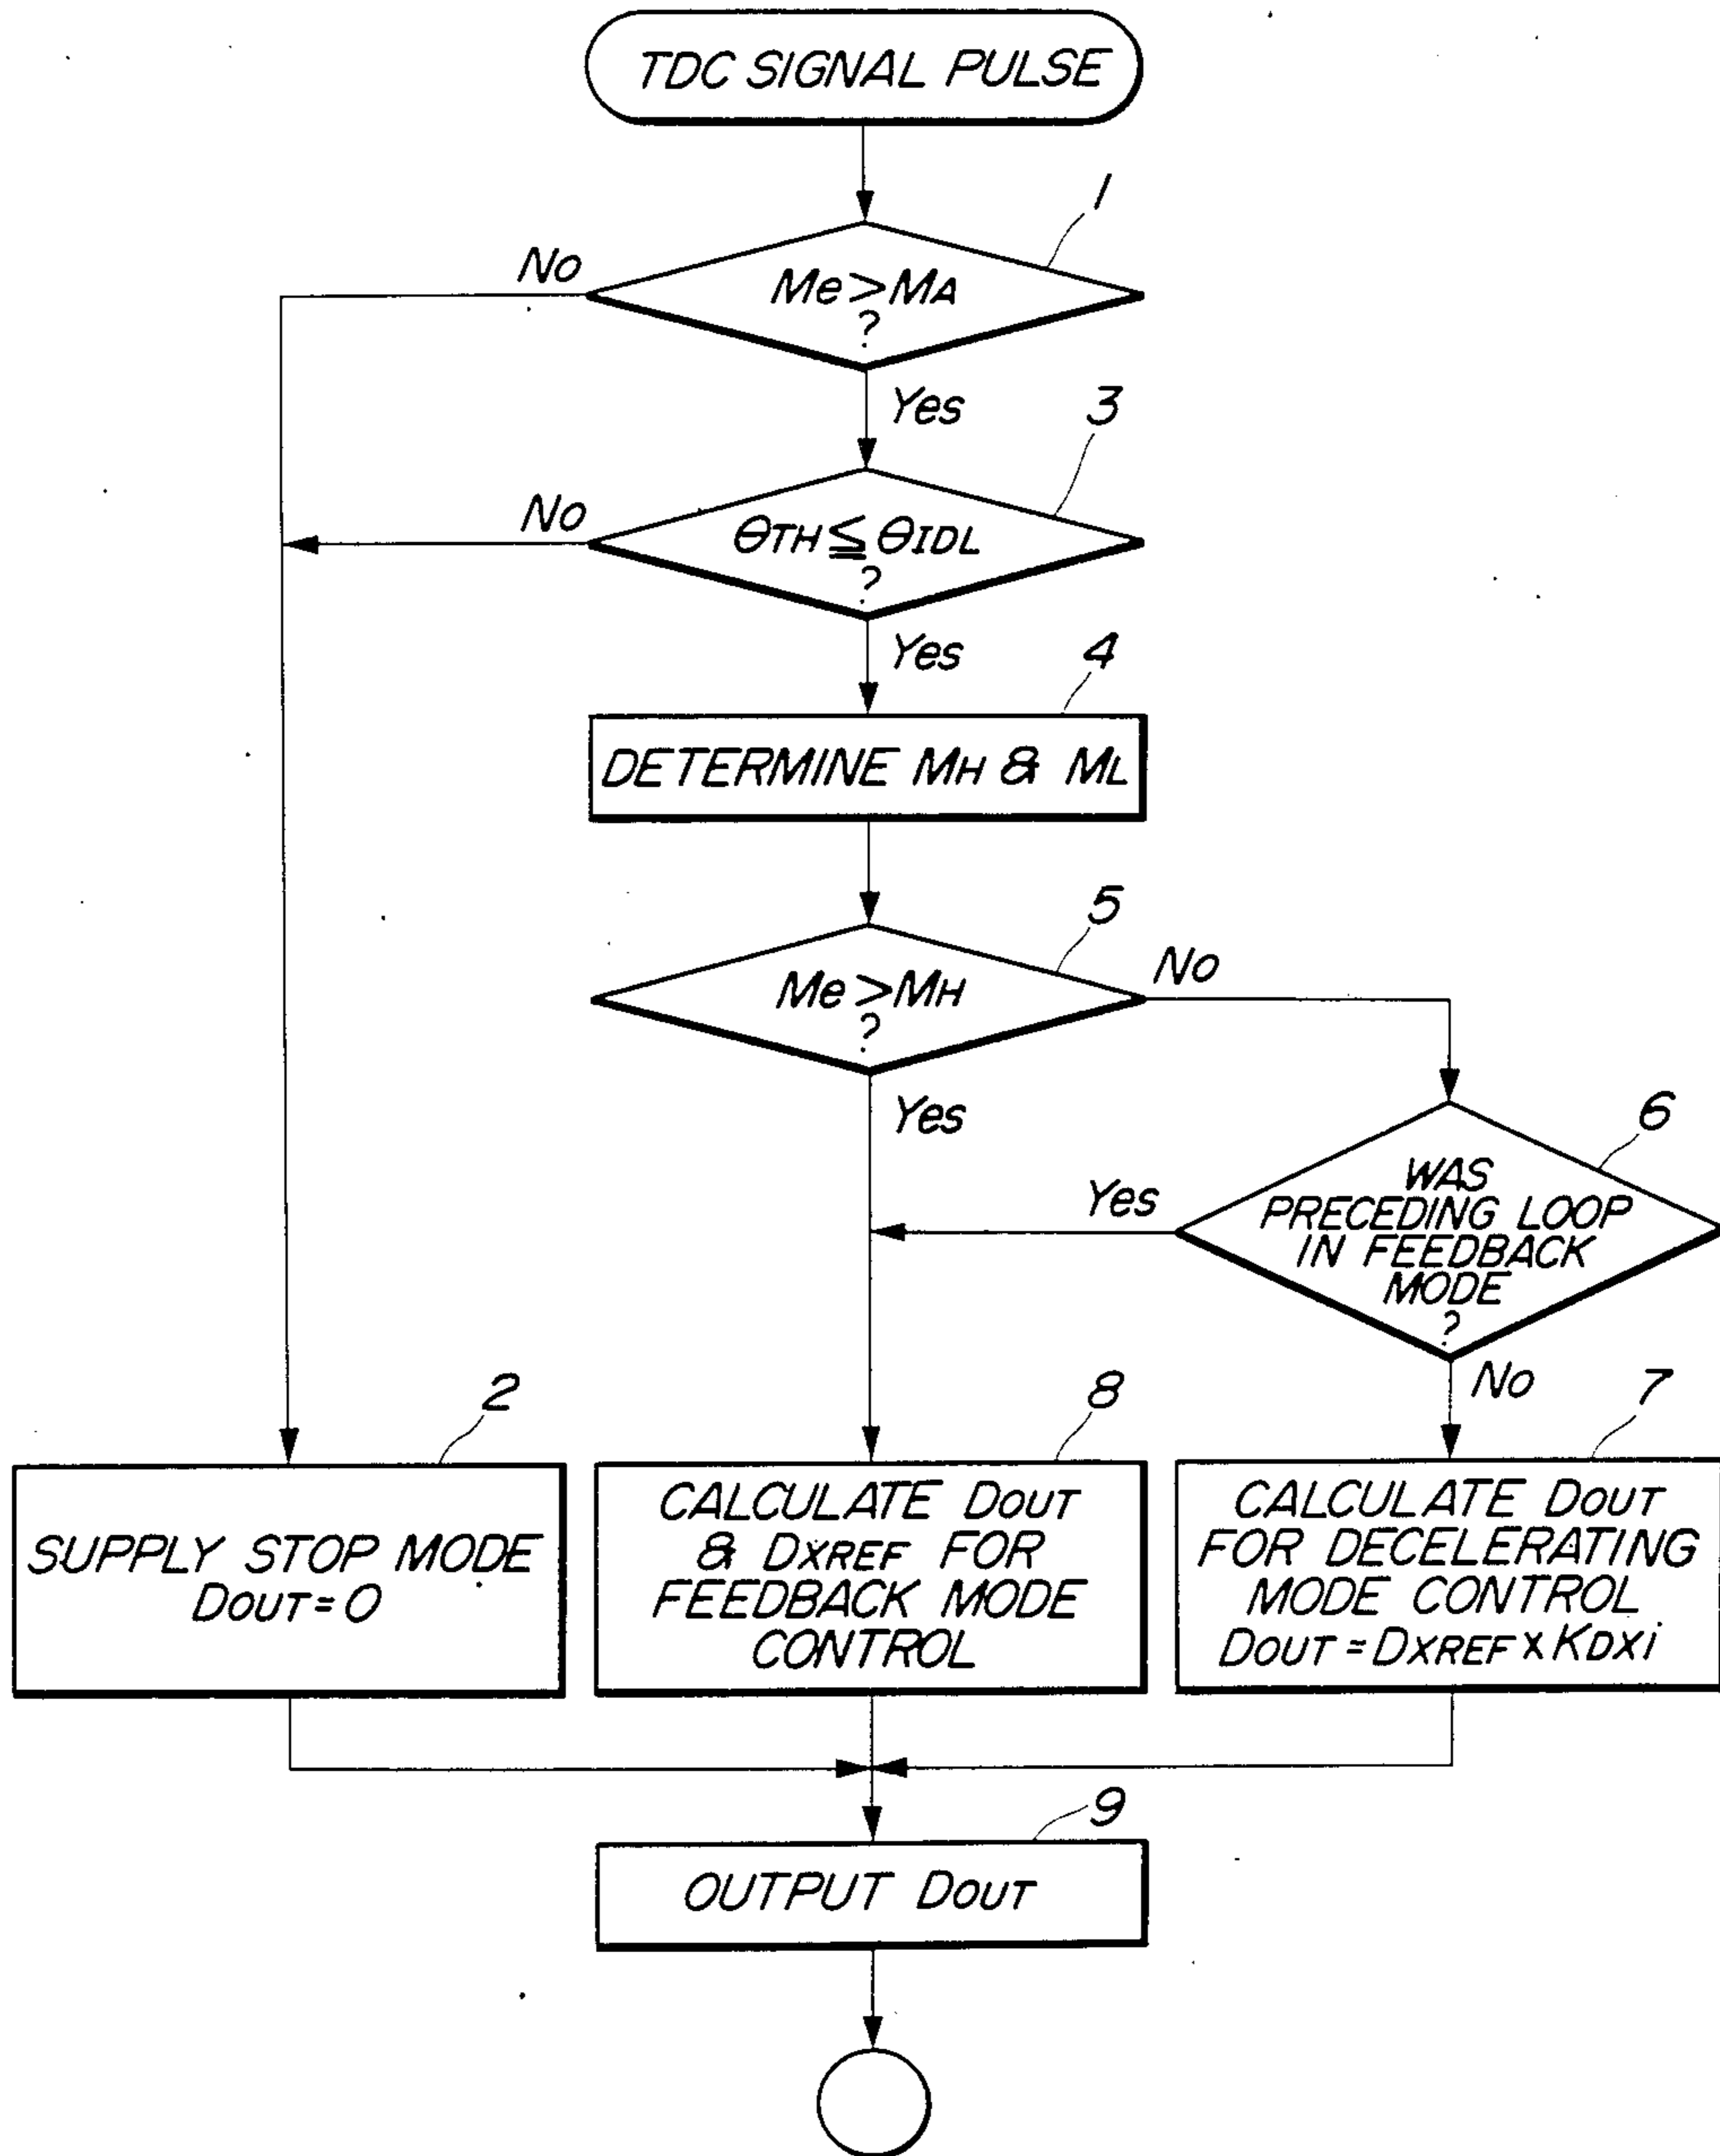 TDC SIGNAL PULSE
1
No
Me>MA
?
Yes
3
No
θTH≦θIDL
?
Yes
4
DETERMINE MH & ML
5
Me>MH
?
No
Yes
6
Yes
WAS
PRECEDING LOOP
IN FEEDBACK
MODE
?
No
2
SUPPLY STOP MODE
DOUT=0
8
CALCULATE DOUT
& DXREF FOR
FEEDBACK MODE
CONTROL
7
CALCULATE DOUT
FOR DECELERATING
MODE CONTROL
DOUT=DXREF×KDXi
9
OUTPUT DOUT